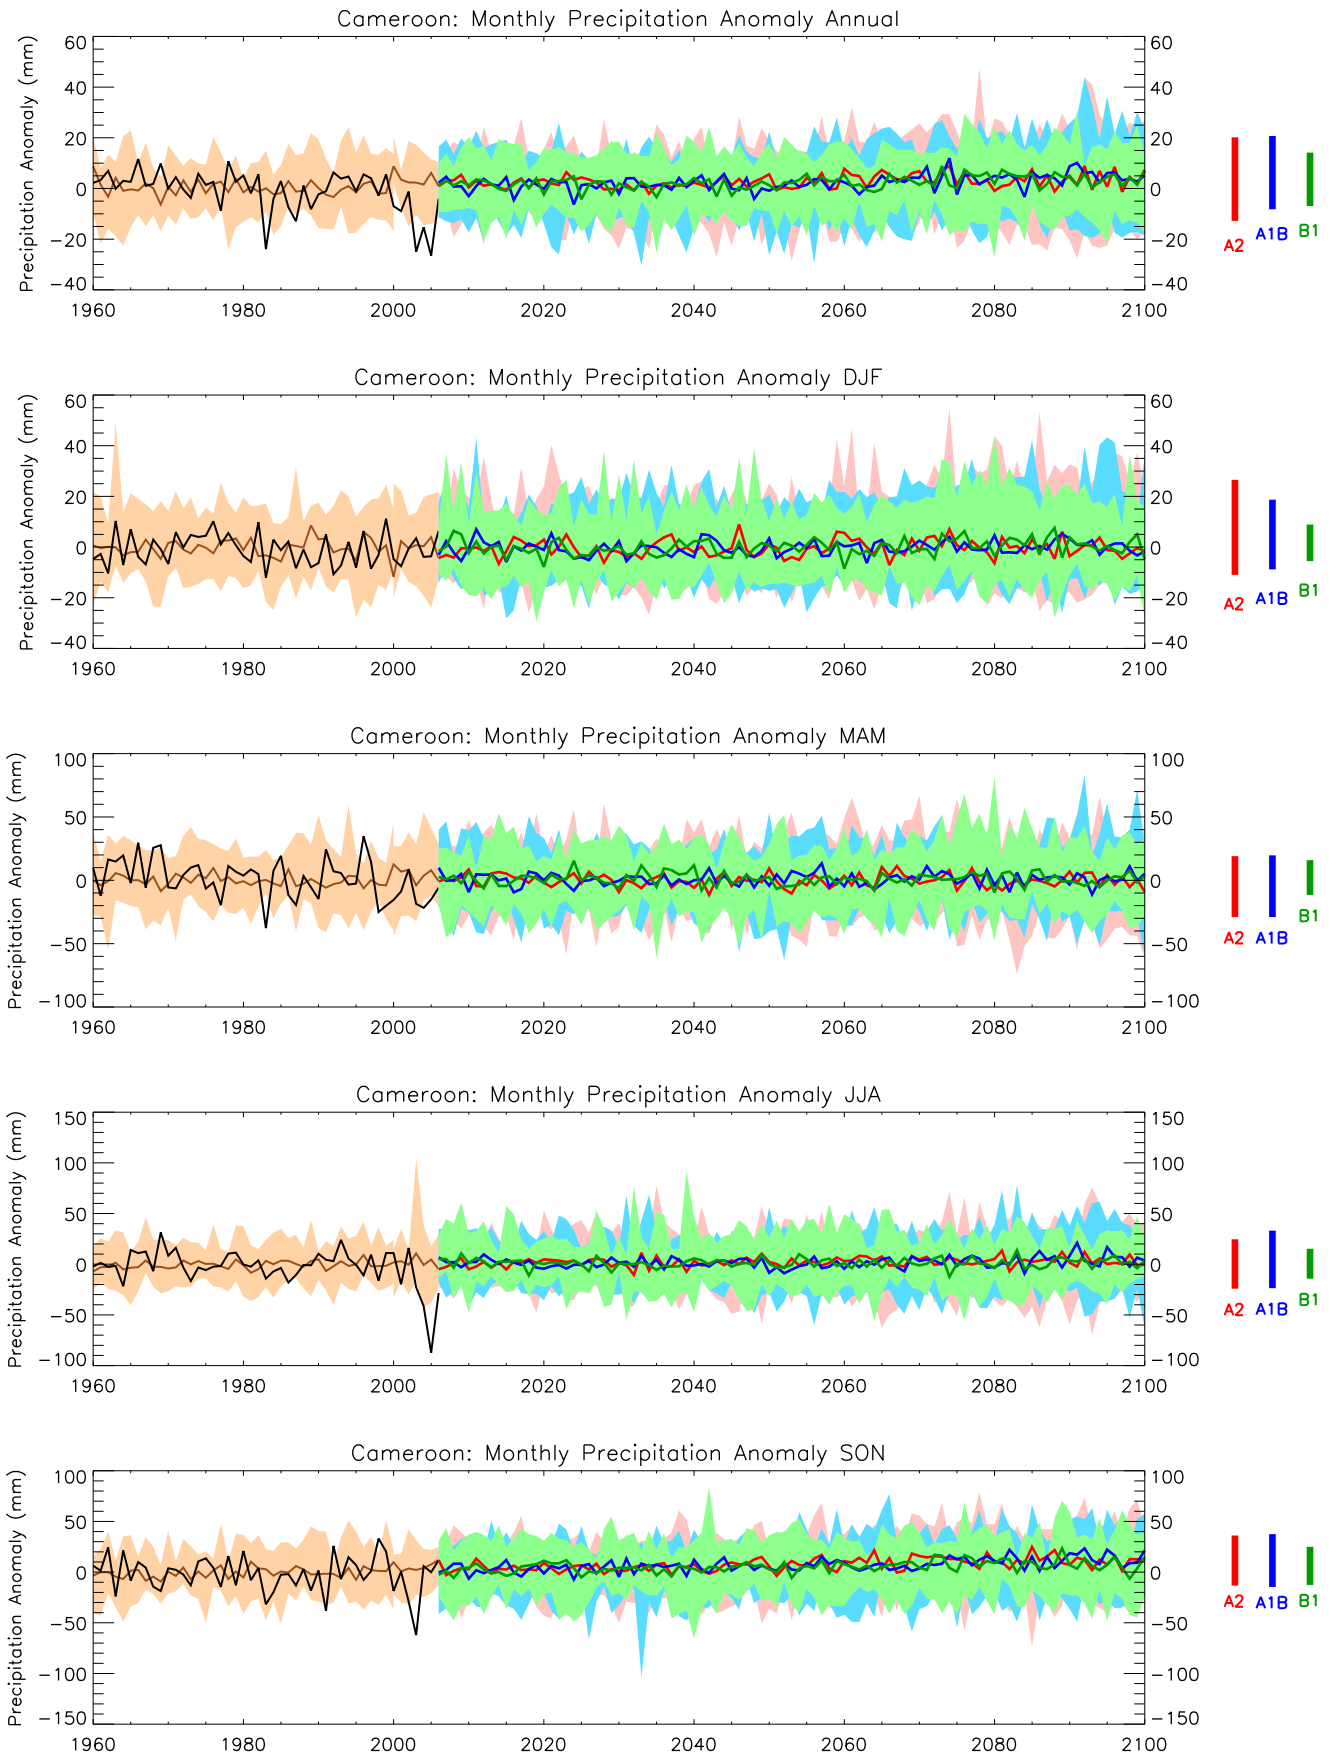 Cameroon: Monthly Precipitation Anomaly Annual
Precipitation Anomaly (mm)
60 40 20 0 −20 −40
60 40 20 0 −20 −40
1960 1980 2000 2020 2040 2060 2080 2100
A2 A1B B1
Cameroon: Monthly Precipitation Anomaly DJF
Precipitation Anomaly (mm)
60 40 20 0 −20 −40
60 40 20 0 −20 −40
1960 1980 2000 2020 2040 2060 2080 2100
A2 A1B B1
Cameroon: Monthly Precipitation Anomaly MAM
Precipitation Anomaly (mm)
100 50 0 −50 −100
100 50 0 −50 −100
1960 1980 2000 2020 2040 2060 2080 2100
A2 A1B B1
Cameroon: Monthly Precipitation Anomaly JJA
Precipitation Anomaly (mm)
150 100 50 0 −50 −100
150 100 50 0 −50 −100
1960 1980 2000 2020 2040 2060 2080 2100
A2 A1B B1
Cameroon: Monthly Precipitation Anomaly SON
Precipitation Anomaly (mm)
100 50 0 −50 −100 −150
100 50 0 −50 −100 −150
1960 1980 2000 2020 2040 2060 2080 2100
A2 A1B B1